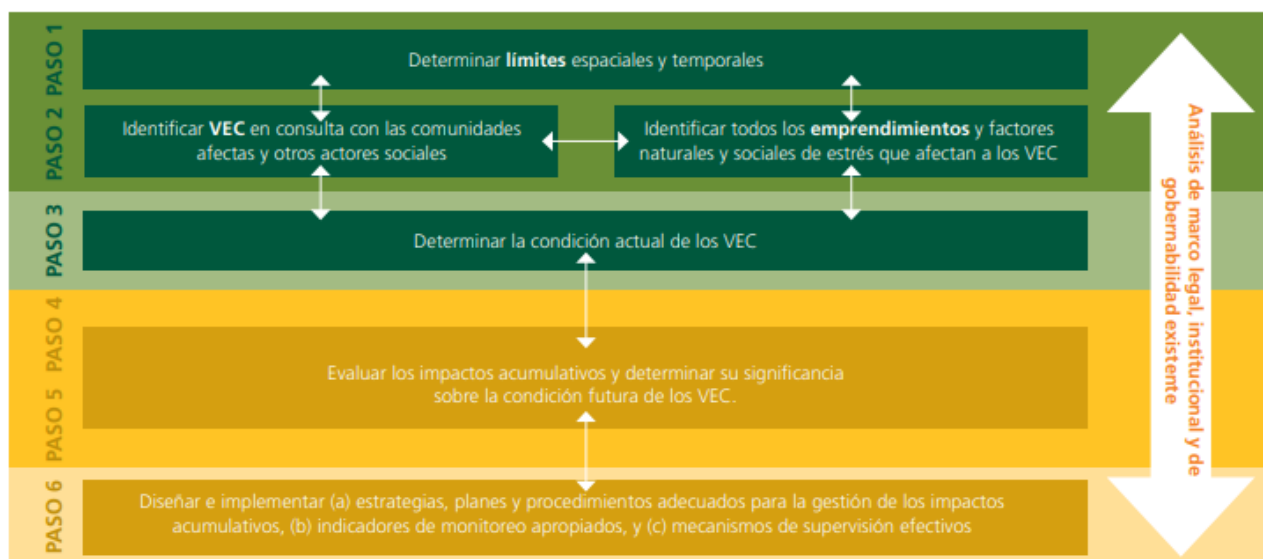 PASO 1
Determinar límites espaciales y temporales
PASO 2
Identificar VEC en consulta con las comunidades
afectas y otros actores sociales
Identificar todos los emprendimientos y factores
naturales y sociales de estrés que afectan a los VEC
PASO 3
Determinar la condición actual de los VEC
PASO 4
PASO 5
Evaluar los impactos acumulativos y determinar su significancia
sobre la condición futura de los VEC.
PASO 6
Diseñar e implementar (a) estrategias, planes y procedimientos adecuados para la gestión de los impactos
acumulativos, (b) indicadores de monitoreo apropiados, y (c) mecanismos de supervisión efectivos
Análisis de marco legal, institucional y de
gobernabilidad existente